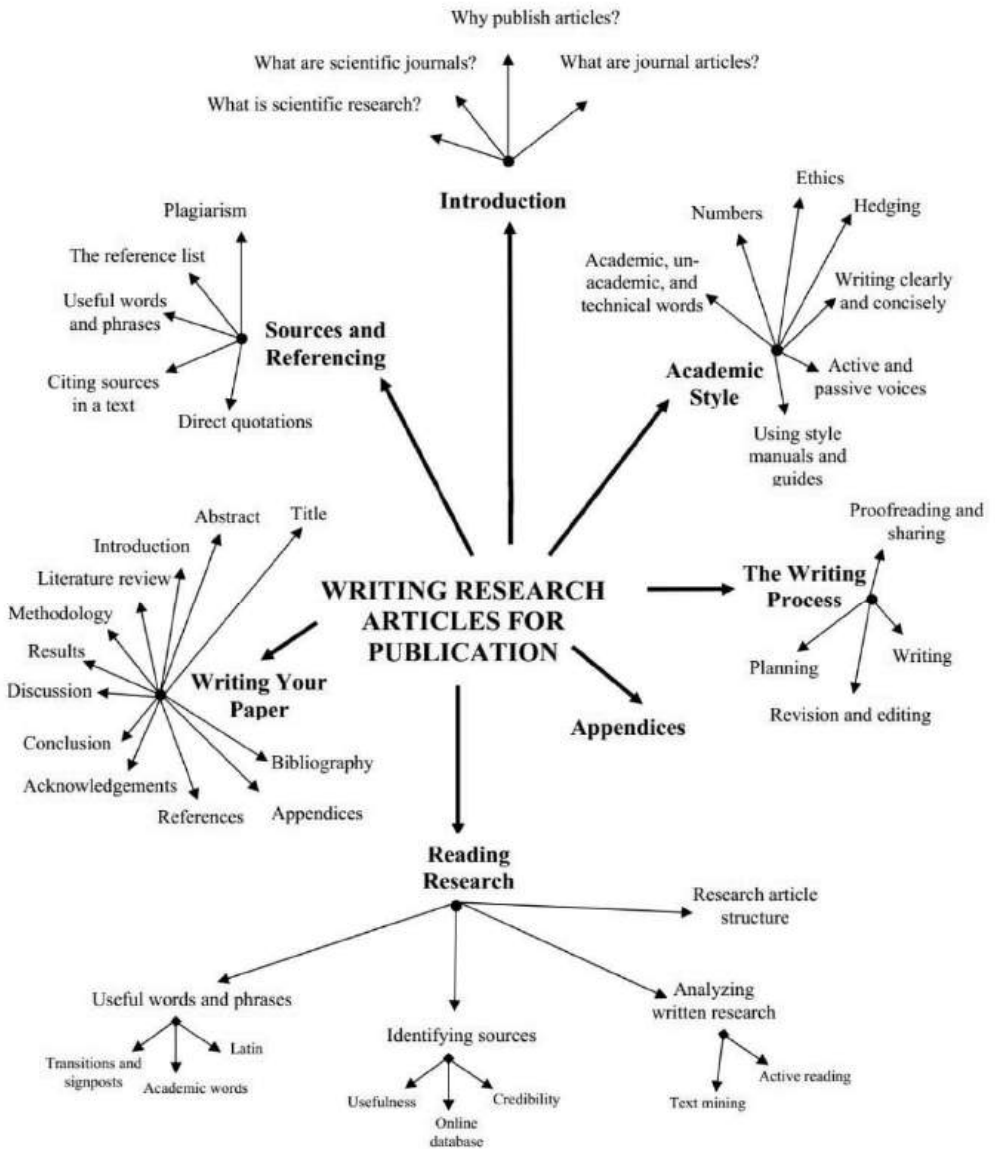 Why publish articles?
What are scientific journals?
What are journal articles?
What is scientific research?
Introduction
Plagiarism
The reference list
Useful words
and phrases
Citing sources
in a text
Direct quotations
Sources and
Referencing
Ethics
Numbers
Hedging
Academic, un-
academic, and
technical words
Writing clearly
and concisely
Active and
passive voices
Using style
manuals and
guides
Academic
Style
Abstract
Title
Introduction
Literature review
Methodology
Results
Discussion
Conclusion
Acknowledgements
References
Appendices
Bibliography
Writing Your
Paper
WRITING RESEARCH
ARTICLES FOR
PUBLICATION
Proofreading and
sharing
The Writing
Process
Planning
Writing
Revision and editing
Appendices
Reading
Research
Research article
structure
Useful words and phrases
Transitions and
signposts
Academic words
Latin
Identifying sources
Usefulness
Online
database
Credibility
Analyzing
written research
Text mining
Active reading